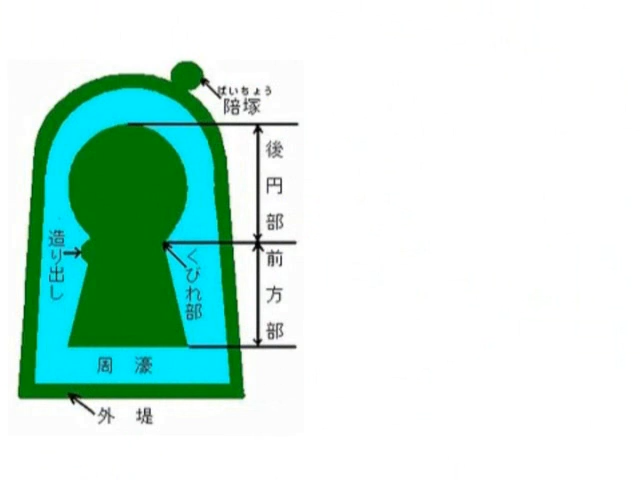 ばいちょう
陪塚
後円部
造り出し
くびれ部
前方部
周濠
外堤